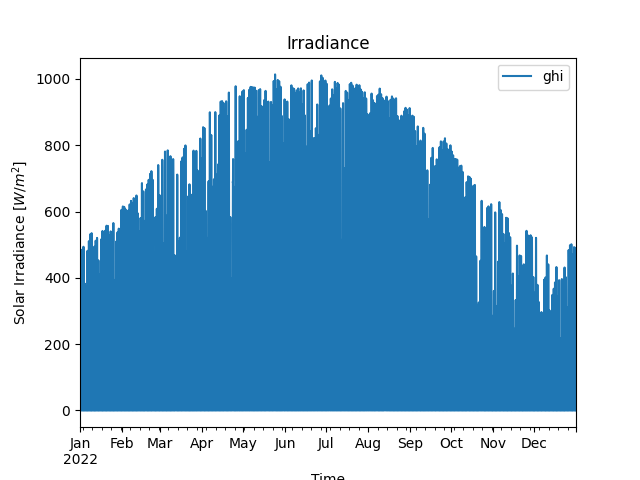 Irradiance
ghi
Solar Irradiance [W/m²]
1000
800
600
400
200
0
Jan Feb Mar Apr May Jun Jul Aug Sep Oct Nov Dec
2022
Time